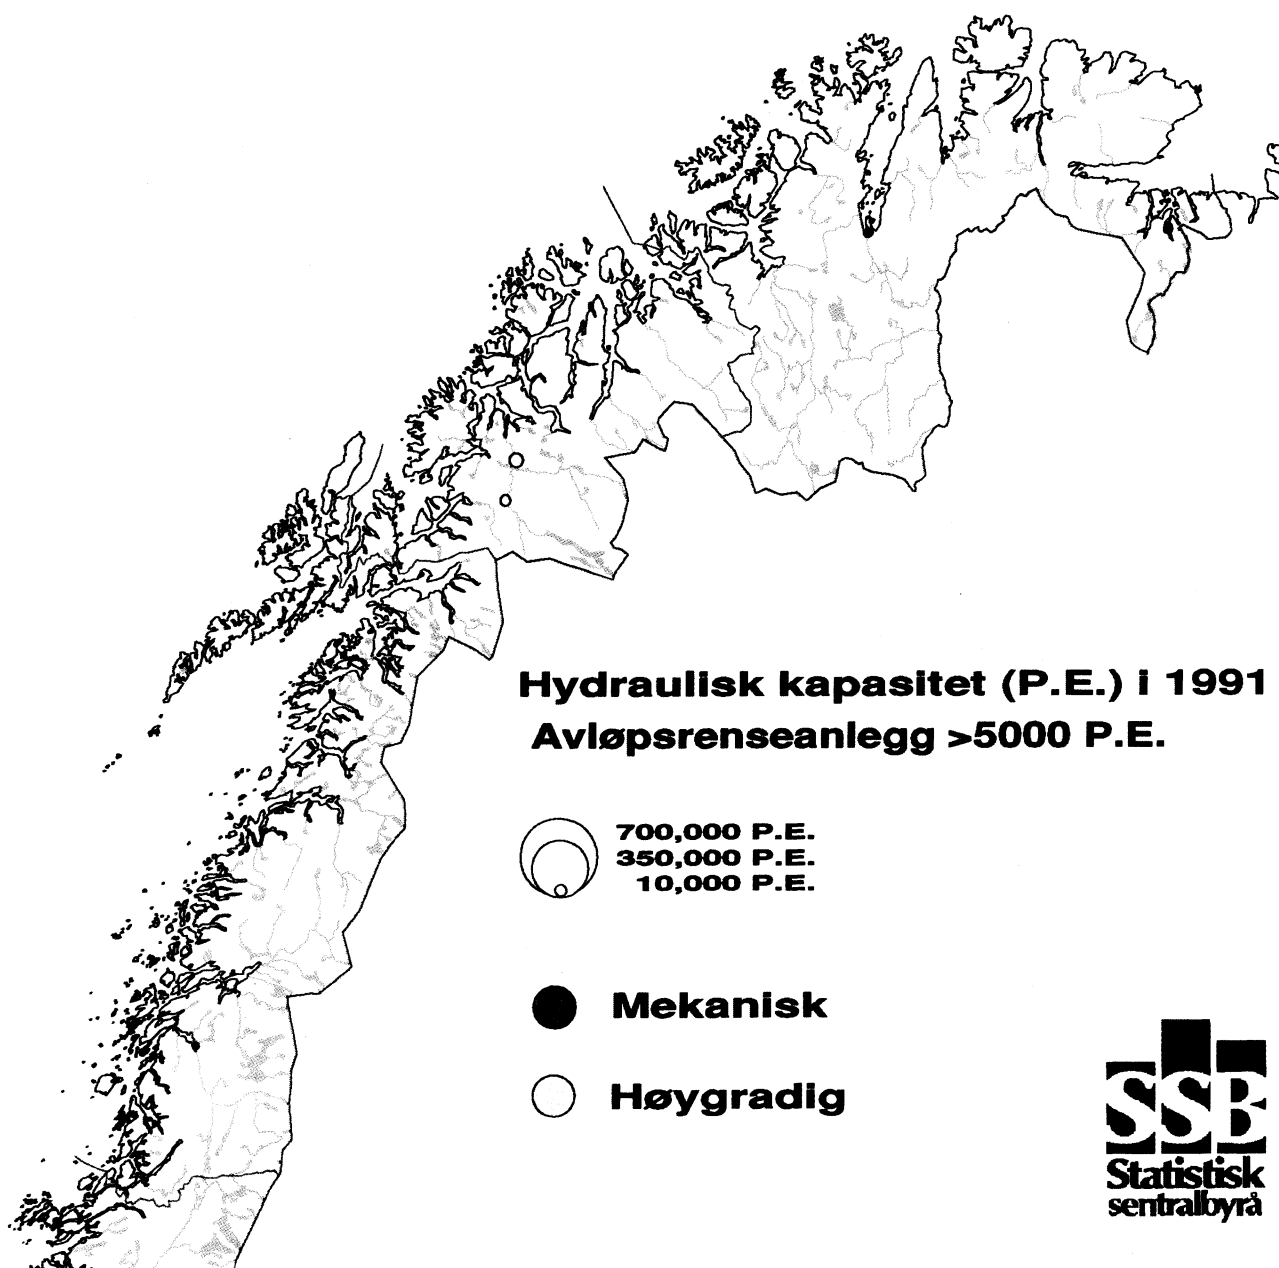 Hydraulisk kapasitet (P.E.) i 1991
Avløpsrenseanlegg >5000 P.E.
700,000 P.E.
350,000 P.E.
10,000 P.E.
Mekanisk
Høygradig
SSB
Statistisk
sentralbyrå